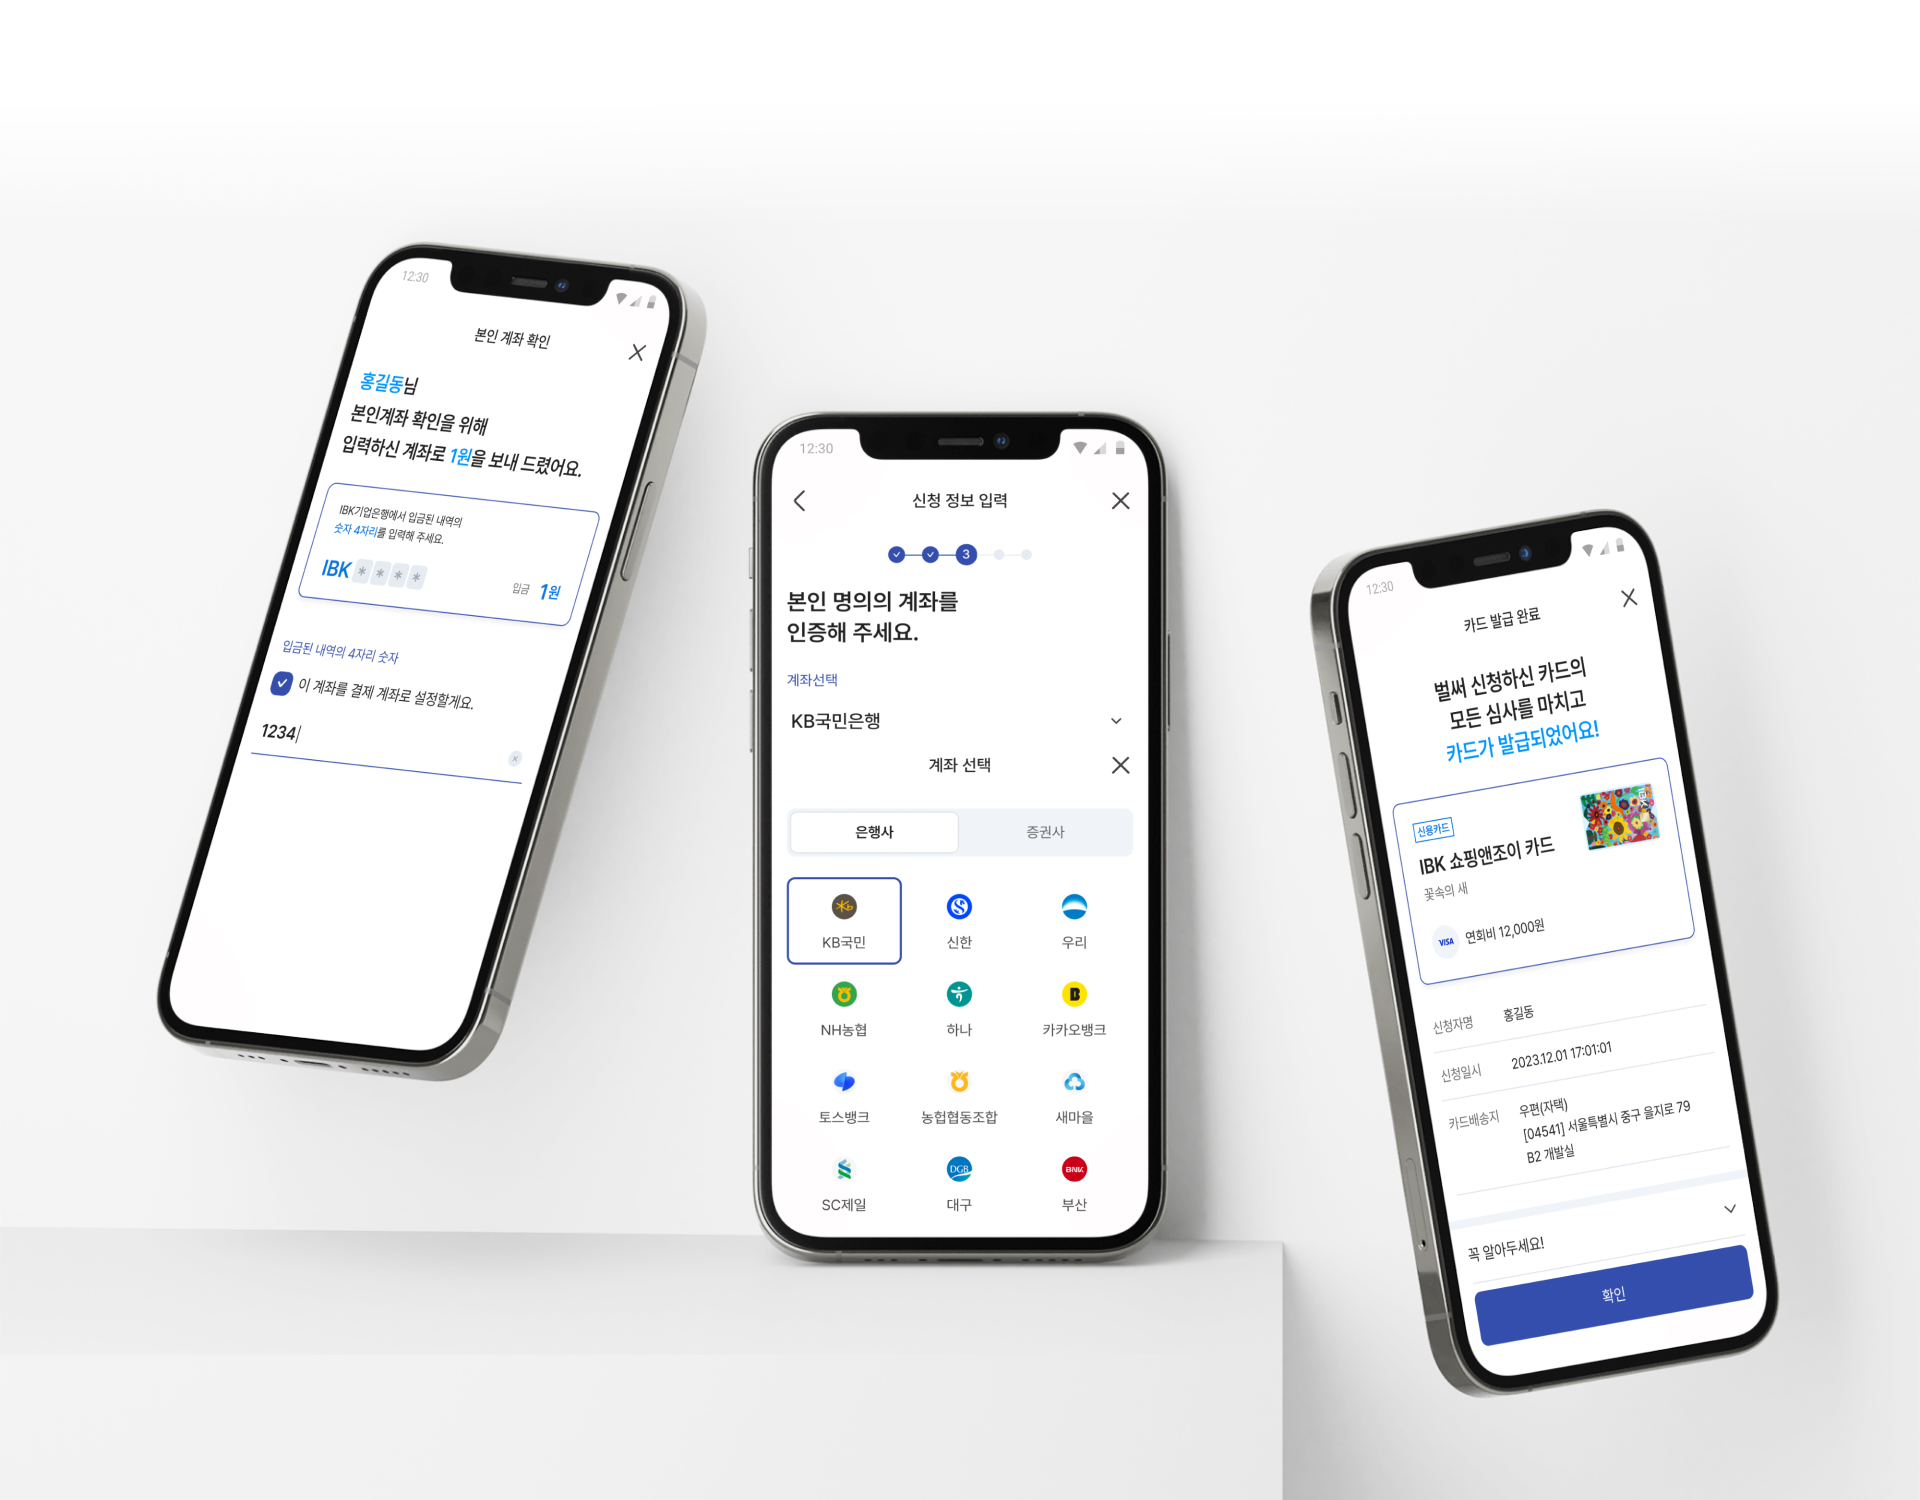 12:30
본인 계좌 확인
홍길동님
본인계좌 확인을 위해
입력하신 계좌로 1원을 보내 드렸어요.
IBK기업은행에서 입금된 내역의
숫자 4자리를 입력해 주세요.
IBK * * * * 입금 1원
입금된 내역의 4자리 숫자
이 계좌를 결제 계좌로 설정할게요.
1234
12:30
신청 정보 입력
3
본인 명의의 계좌를
인증해 주세요.
계좌선택
KB국민은행
계좌 선택
은행사 증권사
KB국민 신한 우리
NH농협 하나 카카오뱅크
토스뱅크 농협협동조합 새마을
DGB BNK
SC제일 대구 부산
12:30
카드 발급 완료
벌써 신청하신 카드의
모든 심사를 마치고
카드가 발급되었어요!
신용카드
IBK
IBK 쇼핑앤조이 카드
꽃속의 새
VISA 연회비 12,000원
신청자명 홍길동
신청일시 2023.12.01 17:01:01
카드배송지 우편(자택)
[04541] 서울특별시 중구 을지로 79
B2 개발실
꼭 알아두세요!
확인